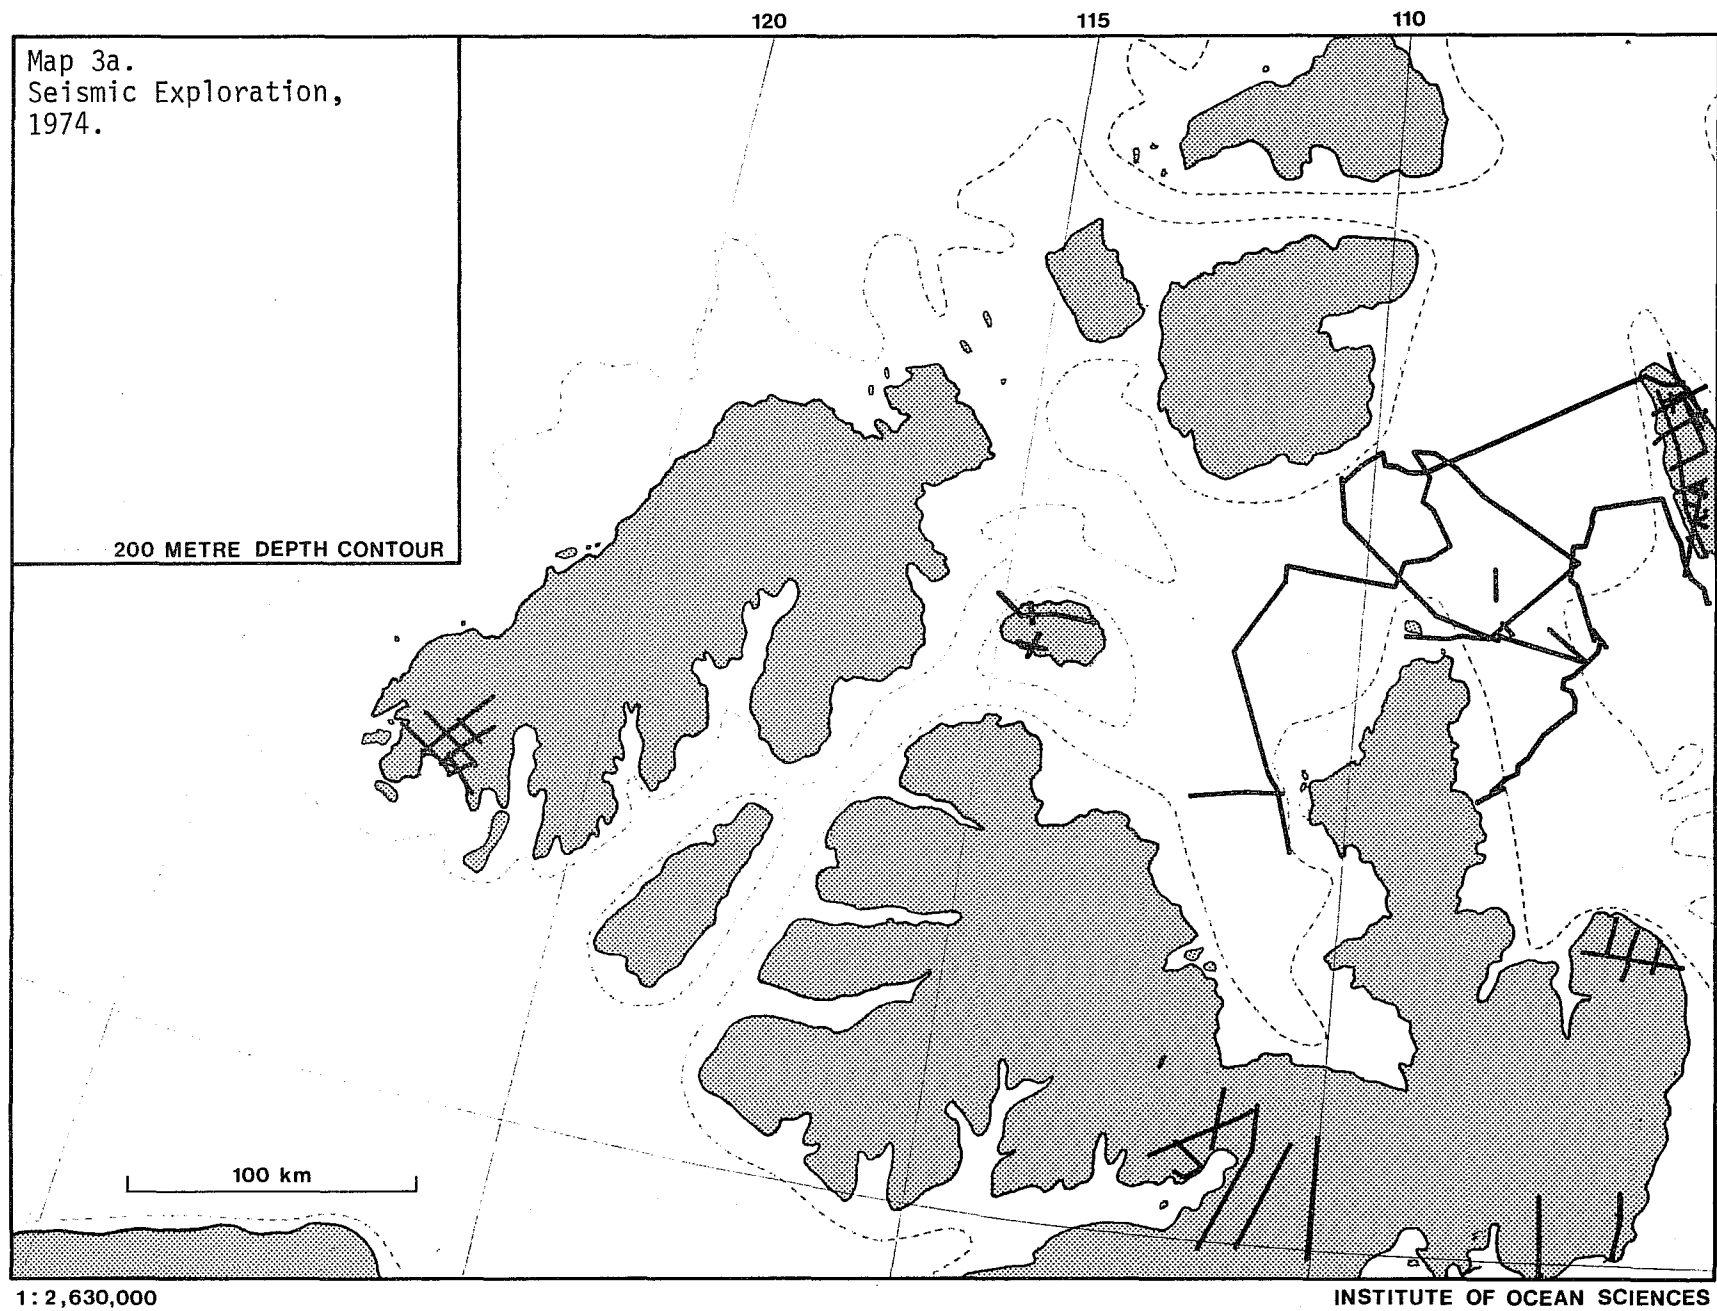 120 115 110
Map 3a.
Seismic Exploration,
1974.
200 METRE DEPTH CONTOUR
100 km
1:2,630,000
INSTITUTE OF OCEAN SCIENCES